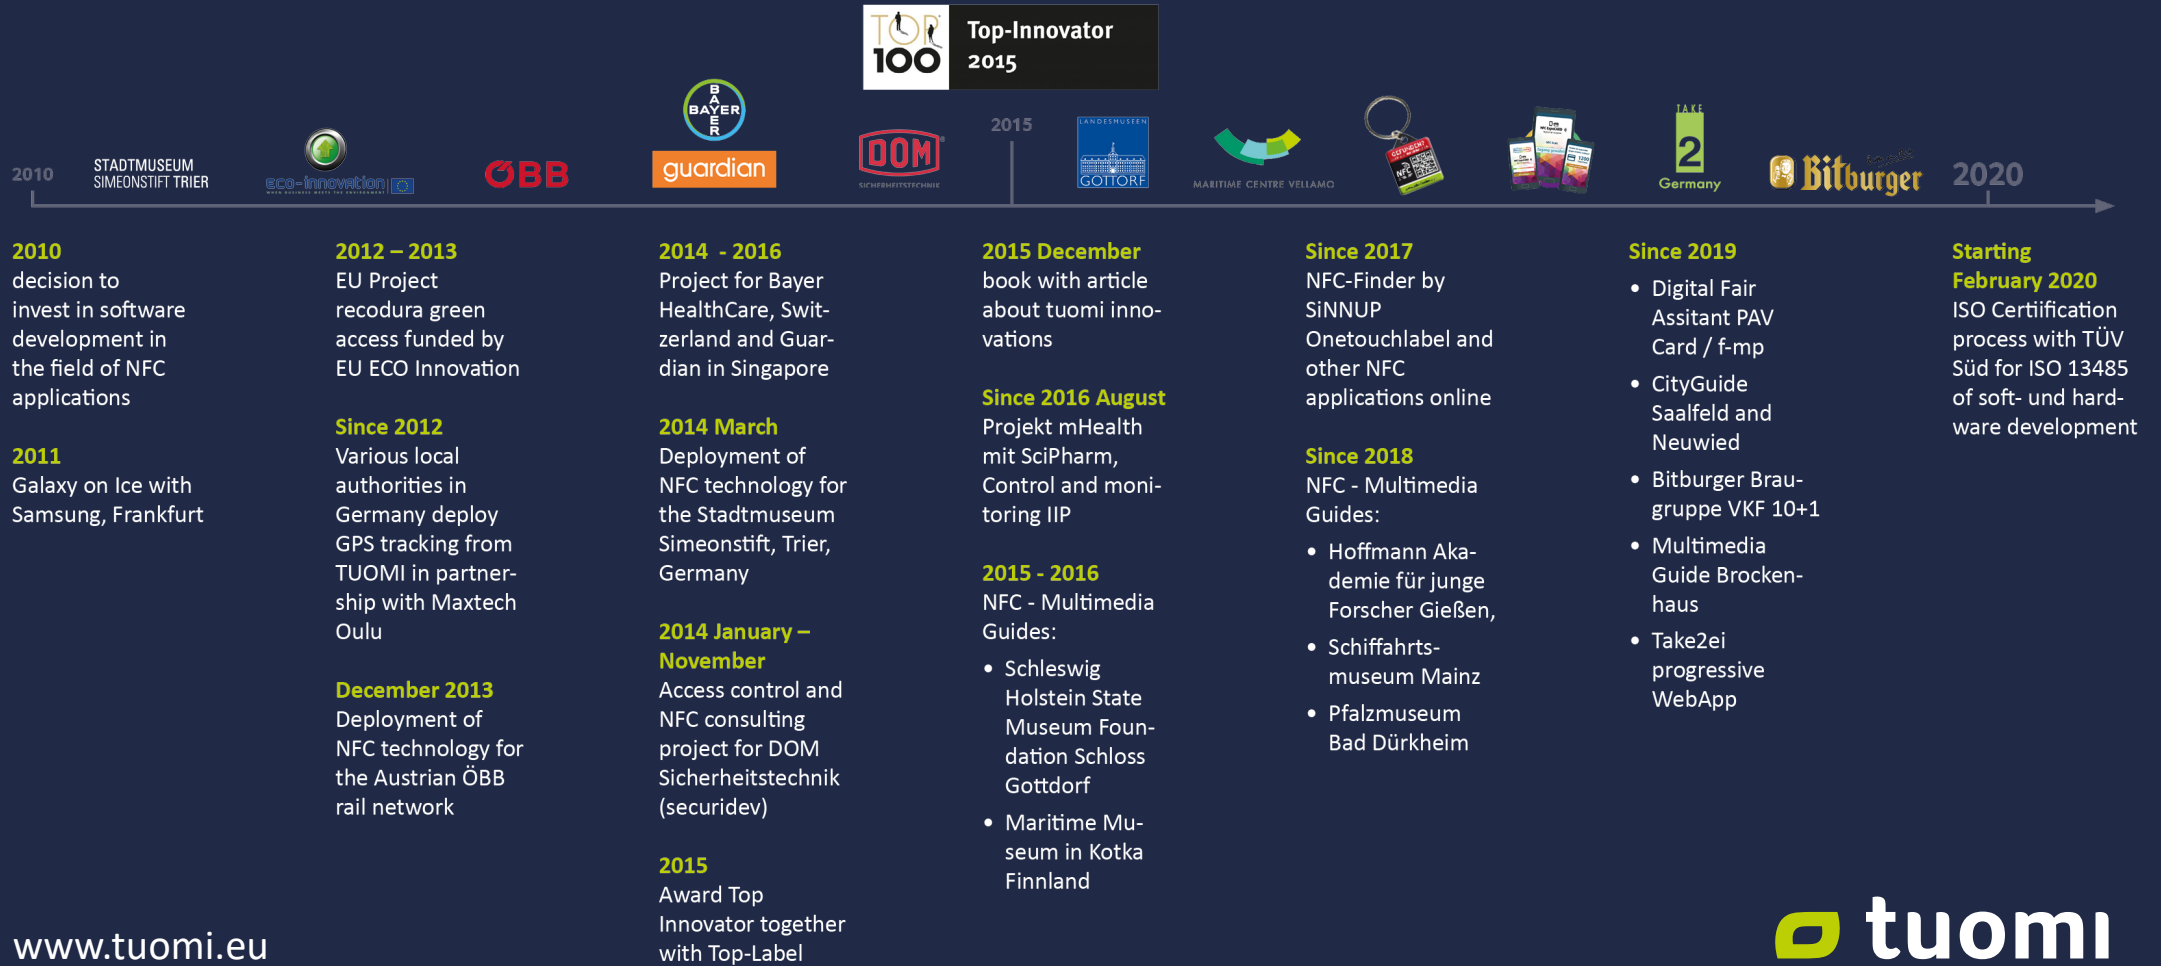 TOP
100
Top-Innovator
2015
2010
STADTMUSEUM
SIMEONSTIFT TRIER
eco-innovation
WHEN BUSINESS MEETS THE ENVIRONMENT
ÖBB
BAYER
BAYER
guardian
DOM
SICHERHEITSTECHNIK
2015
LANDESMUSEEN
GOTTORF
MARITIME CENTRE VELLAMO
GEFUNDEN?
NFC
TAKE
2
Germany
Bitburger
2020
2010
decision to
invest in software
development in
the field of NFC
applications
2011
Galaxy on Ice with
Samsung, Frankfurt
2012 – 2013
EU Project
recodura green
access funded by
EU ECO Innovation
Since 2012
Various local
authorities in
Germany deploy
GPS tracking from
TUOMI in partner-
ship with Maxtech
Oulu
December 2013
Deployment of
NFC technology for
the Austrian ÖBB
rail network
2014 - 2016
Project for Bayer
HealthCare, Swit-
zerland and Guar-
dian in Singapore
2014 March
Deployment of
NFC technology for
the Stadtmuseum
Simeonstift, Trier,
Germany
2014 January –
November
Access control and
NFC consulting
project for DOM
Sicherheitstechnik
(securidev)
2015
Award Top
Innovator together
with Top-Label
2015 December
book with article
about tuomi inno-
vations
Since 2016 August
Projekt mHealth
mit SciPharm,
Control and moni-
toring IIP
2015 - 2016
NFC - Multimedia
Guides:
• Schleswig
Holstein State
Museum Foun-
dation Schloss
Gottdorf
• Maritime Mu-
seum in Kotka
Finnland
Since 2017
NFC-Finder by
SiNNUP
Onetouchlabel and
other NFC
applications online
Since 2018
NFC - Multimedia
Guides:
• Hoffmann Aka-
demie für junge
Forscher Gießen,
• Schiffahrts-
museum Mainz
• Pfalzmuseum
Bad Dürkheim
Since 2019
• Digital Fair
Assitant PAV
Card / f-mp
• CityGuide
Saalfeld and
Neuwied
• Bitburger Brau-
gruppe VKF 10+1
• Multimedia
Guide Brocken-
haus
• Take2ei
progressive
WebApp
Starting
February 2020
ISO Certiification
process with TÜV
Süd for ISO 13485
of soft- und hard-
ware development
www.tuomi.eu
tuomi